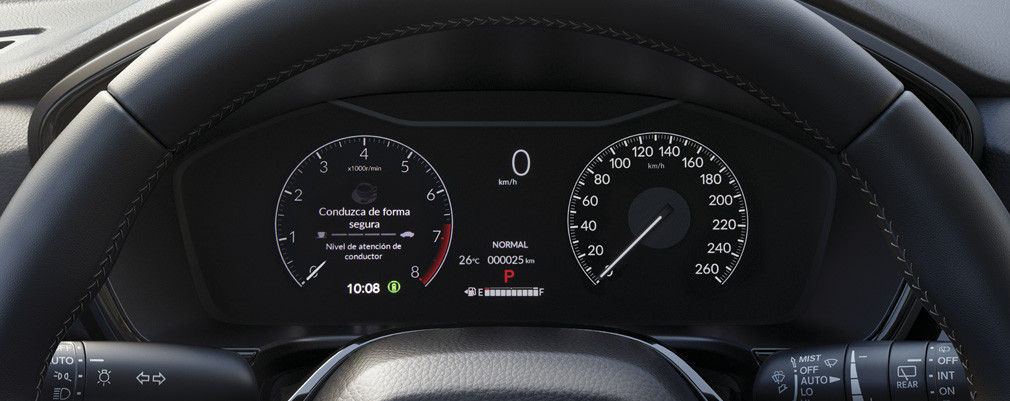 4
3
5
x1000r/min
2
6
Conduzca de forma
segura
1
7
Nivel de atención de
conductor
0
8
10:08
0
km/h
NORMAL
26°C 000025 km
P
E F
120 140
100
160
km/h
80
180
60
200
40
220
20
240
0
260
AUTO
MIST
OFF
AUTO
LO
REAR
OFF
INT
ON